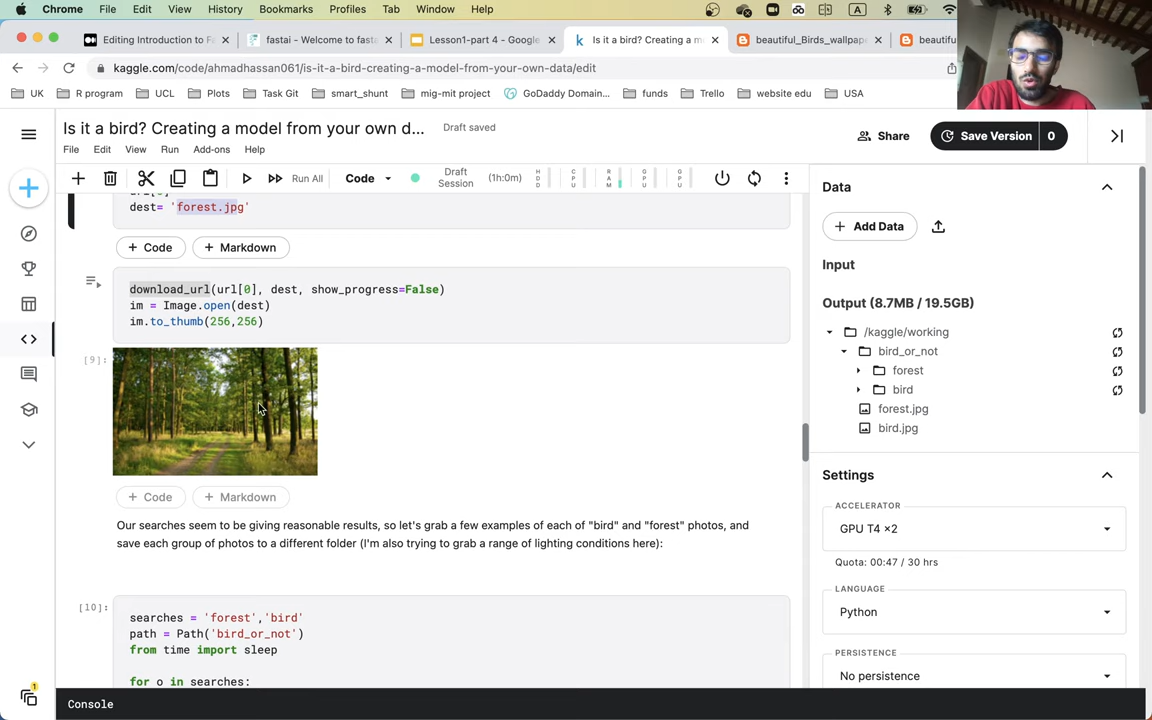 Chrome File Edit View History Bookmarks Profiles Tab Window Help
Editing Introduction to Fa
fastai - Welcome to fastai
Lesson1-part 4 - Google
Is it a bird? Creating a m
beautiful_Birds_wallpape
beautifu
kaggle.com/code/ahmadhassan061/is-it-a-bird-creating-a-model-from-your-own-data/edit
UK R program UCL Plots Task Git smart_shunt mig-mit project GoDaddy Domain... funds Trello website edu USA
Is it a bird? Creating a model from your own d...
Draft saved
Share
Save Version 0
File Edit View Run Add-ons Help
Run All
Code
Draft Session (1h:0m)
HDD CPU RAM GPU GPU
dest= 'forest.jpg'
+ Code + Markdown
download_url(url[0], dest, show_progress=False)
im = Image.open(dest)
im.to_thumb(256,256)
[9]:
+ Code + Markdown
Our searches seem to be giving reasonable results, so let's grab a few examples of each of "bird" and "forest" photos, and
save each group of photos to a different folder (I'm also trying to grab a range of lighting conditions here):
[10]:
searches = 'forest','bird'
path = Path('bird_or_not')
from time import sleep
for o in searches:
Console
Data
+ Add Data
Input
Output (8.7MB / 19.5GB)
/kaggle/working
bird_or_not
forest
bird
forest.jpg
bird.jpg
Settings
ACCELERATOR
GPU T4 ×2
Quota: 00:47 / 30 hrs
LANGUAGE
Python
PERSISTENCE
No persistence